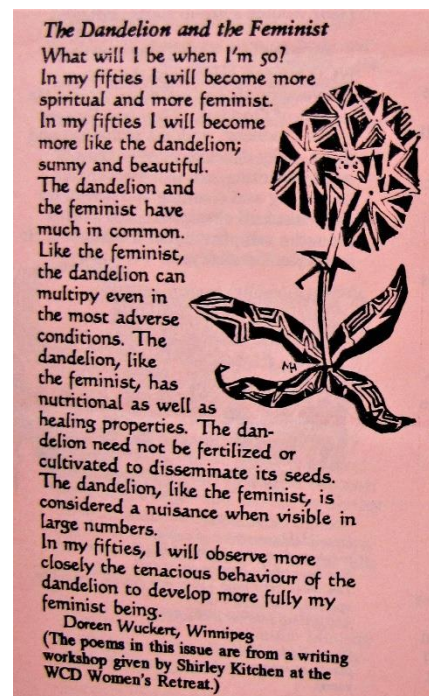 The Dandelion and the Feminist
What will I be when I'm 50?
In my fifties I will become more
spiritual and more feminist.
In my fifties I will become
more like the dandelion;
sunny and beautiful.
The dandelion and
the feminist have
much in common.
Like the feminist,
the dandelion can
multipy even in
the most adverse
conditions. The
dandelion, like
the feminist, has
nutritional as well as
healing properties. The dan-
delion need not be fertilized or
cultivated to disseminate its seeds.
The dandelion, like the feminist, is
considered a nuisance when visible in
large numbers.
In my fifties, I will observe more
closely the tenacious behaviour of the
dandelion to develop more fully my
feminist being.
Doreen Wuckert, Winnipeg
(The poems in this issue are from a writing
workshop given by Shirley Kitchen at the
WCD Women's Retreat.)
MH